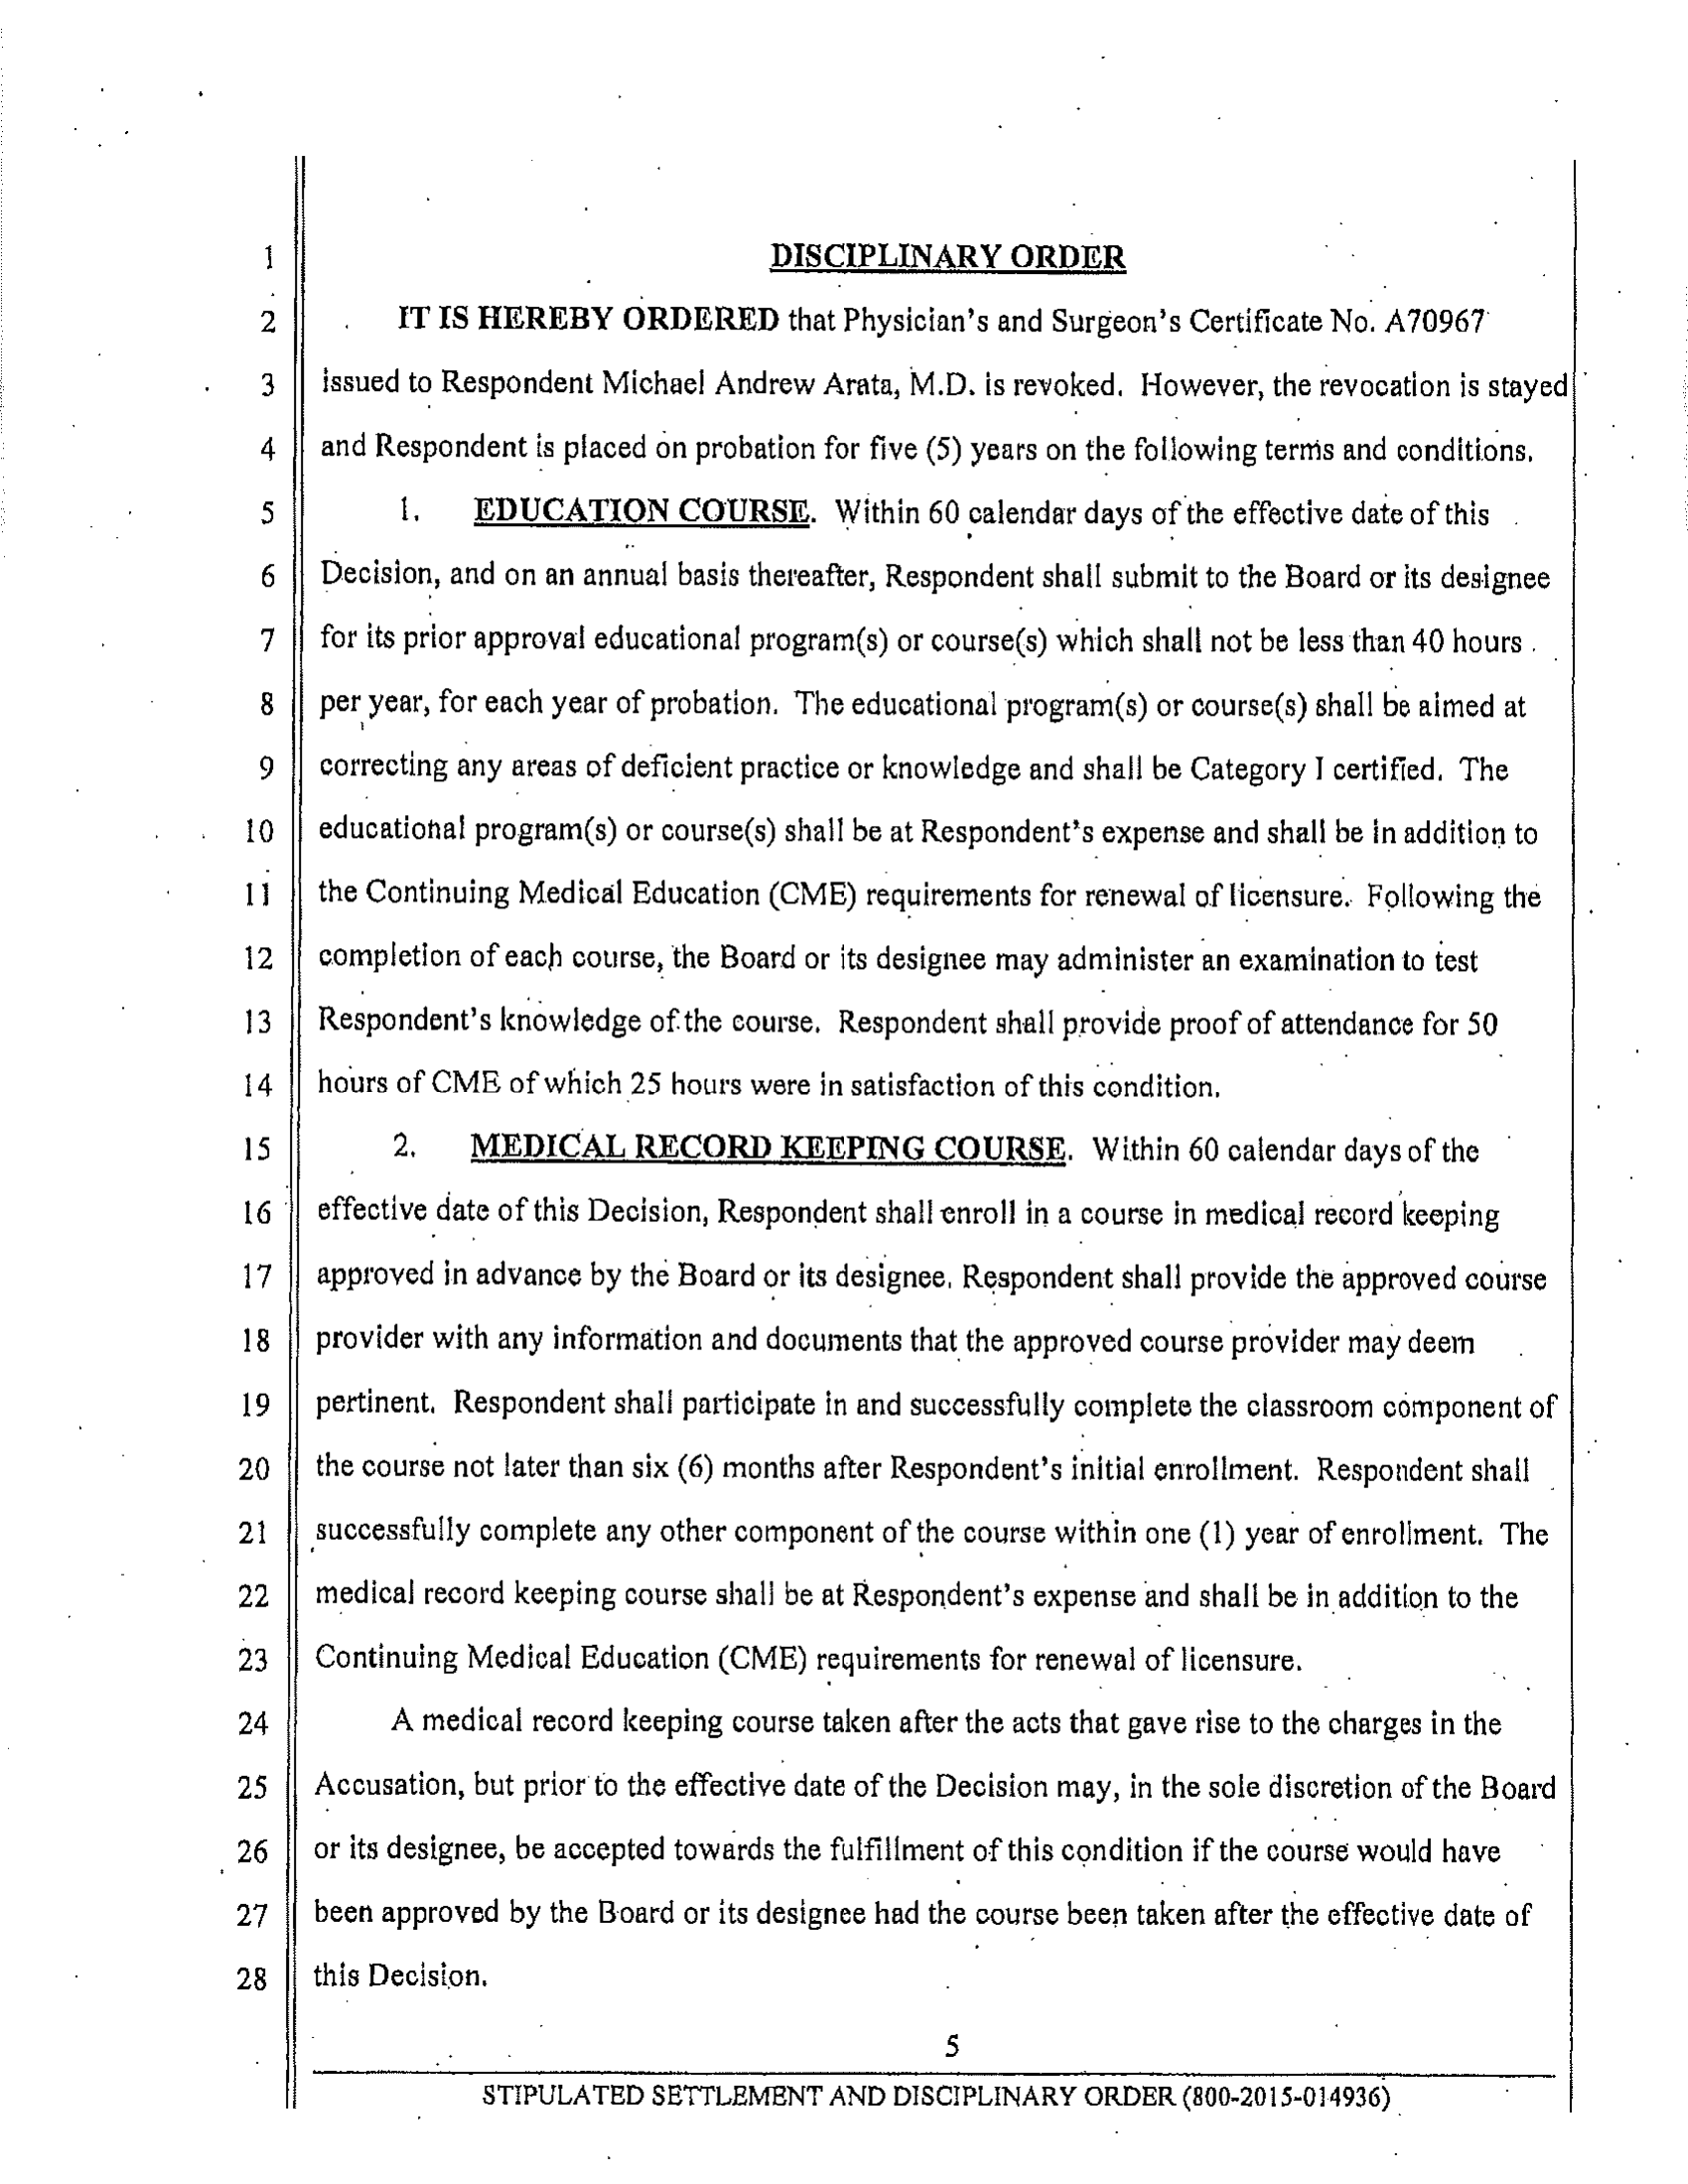 1 DISCIPLINARY ORDER
2 IT IS HEREBY ORDERED that Physician's and Surgeon's Certificate No. A70967
3 issued to Respondent Michael Andrew Arata, M.D. is revoked. However, the revocation is stayed
4 and Respondent is placed on probation for five (5) years on the following terms and conditions.
5 1. EDUCATION COURSE. Within 60 calendar days of the effective date of this
6 Decision, and on an annual basis thereafter, Respondent shall submit to the Board or its designee
7 for its prior approval educational program(s) or course(s) which shall not be less than 40 hours
8 per year, for each year of probation. The educational program(s) or course(s) shall be aimed at
9 correcting any areas of deficient practice or knowledge and shall be Category I certified. The
10 educational program(s) or course(s) shall be at Respondent's expense and shall be in addition to
11 the Continuing Medical Education (CME) requirements for renewal of licensure. Following the
12 completion of each course, the Board or its designee may administer an examination to test
13 Respondent's knowledge of the course. Respondent shall provide proof of attendance for 50
14 hours of CME of which 25 hours were in satisfaction of this condition.
15 2. MEDICAL RECORD KEEPING COURSE. Within 60 calendar days of the
16 effective date of this Decision, Respondent shall enroll in a course in medical record keeping
17 approved in advance by the Board or its designee. Respondent shall provide the approved course
18 provider with any information and documents that the approved course provider may deem
19 pertinent. Respondent shall participate in and successfully complete the classroom component of
20 the course not later than six (6) months after Respondent's initial enrollment. Respondent shall
21 successfully complete any other component of the course within one (1) year of enrollment. The
22 medical record keeping course shall be at Respondent's expense and shall be in addition to the
23 Continuing Medical Education (CME) requirements for renewal of licensure.
24 A medical record keeping course taken after the acts that gave rise to the charges in the
25 Accusation, but prior to the effective date of the Decision may, in the sole discretion of the Board
26 or its designee, be accepted towards the fulfillment of this condition if the course would have
27 been approved by the Board or its designee had the course been taken after the effective date of
28 this Decision.
5
STIPULATED SETTLEMENT AND DISCIPLINARY ORDER (800-2015-014936)